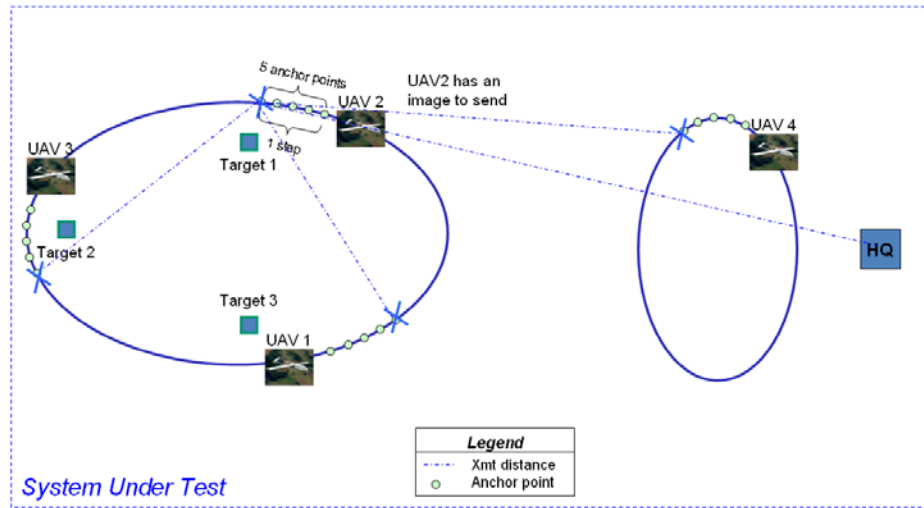 5 anchor points
UAV 2
UAV2 has an
image to send
1 step
Target 1
UAV 3
UAV 4
Target 2
HQ
Target 3
UAV 1
Legend
Xmt distance
Anchor point
System Under Test